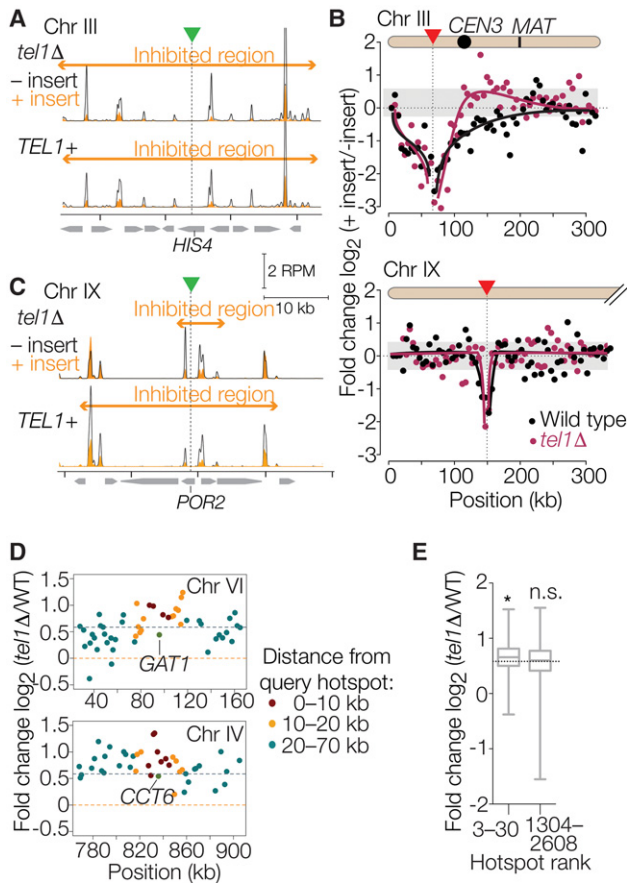 A
Chr III
tel1Δ
Inhibited region
– insert
+ insert
TEL1+
Inhibited region
HIS4
2 RPM
10 kb
B
Chr III
CEN3 MAT
2
1
0
-1
-2
-3
0 100 200 300
Fold change log2 (+ insert/-insert)
C
Chr IX
tel1Δ
Inhibited region
– insert
+ insert
TEL1+
Inhibited region
POR2
Chr IX
2
1
0
-1
-2
-3
Wild type
tel1Δ
0 100 200 300
Position (kb)
D
Fold change log2 (tel1Δ/WT)
Chr VI
1.5
1.0
0.5
0
0.5
GAT1
40 80 120 160
Chr IV
1.5
1.0
0.5
0
-0.5
CCT6
780 820 860 900
Position (kb)
Distance from
query hotspot:
0–10 kb
10–20 kb
20–70 kb
E
Fold change log2 (tel1Δ/WT)
2
1
0
-1
-2
*
n.s.
3–30
1304–
2608
Hotspot rank